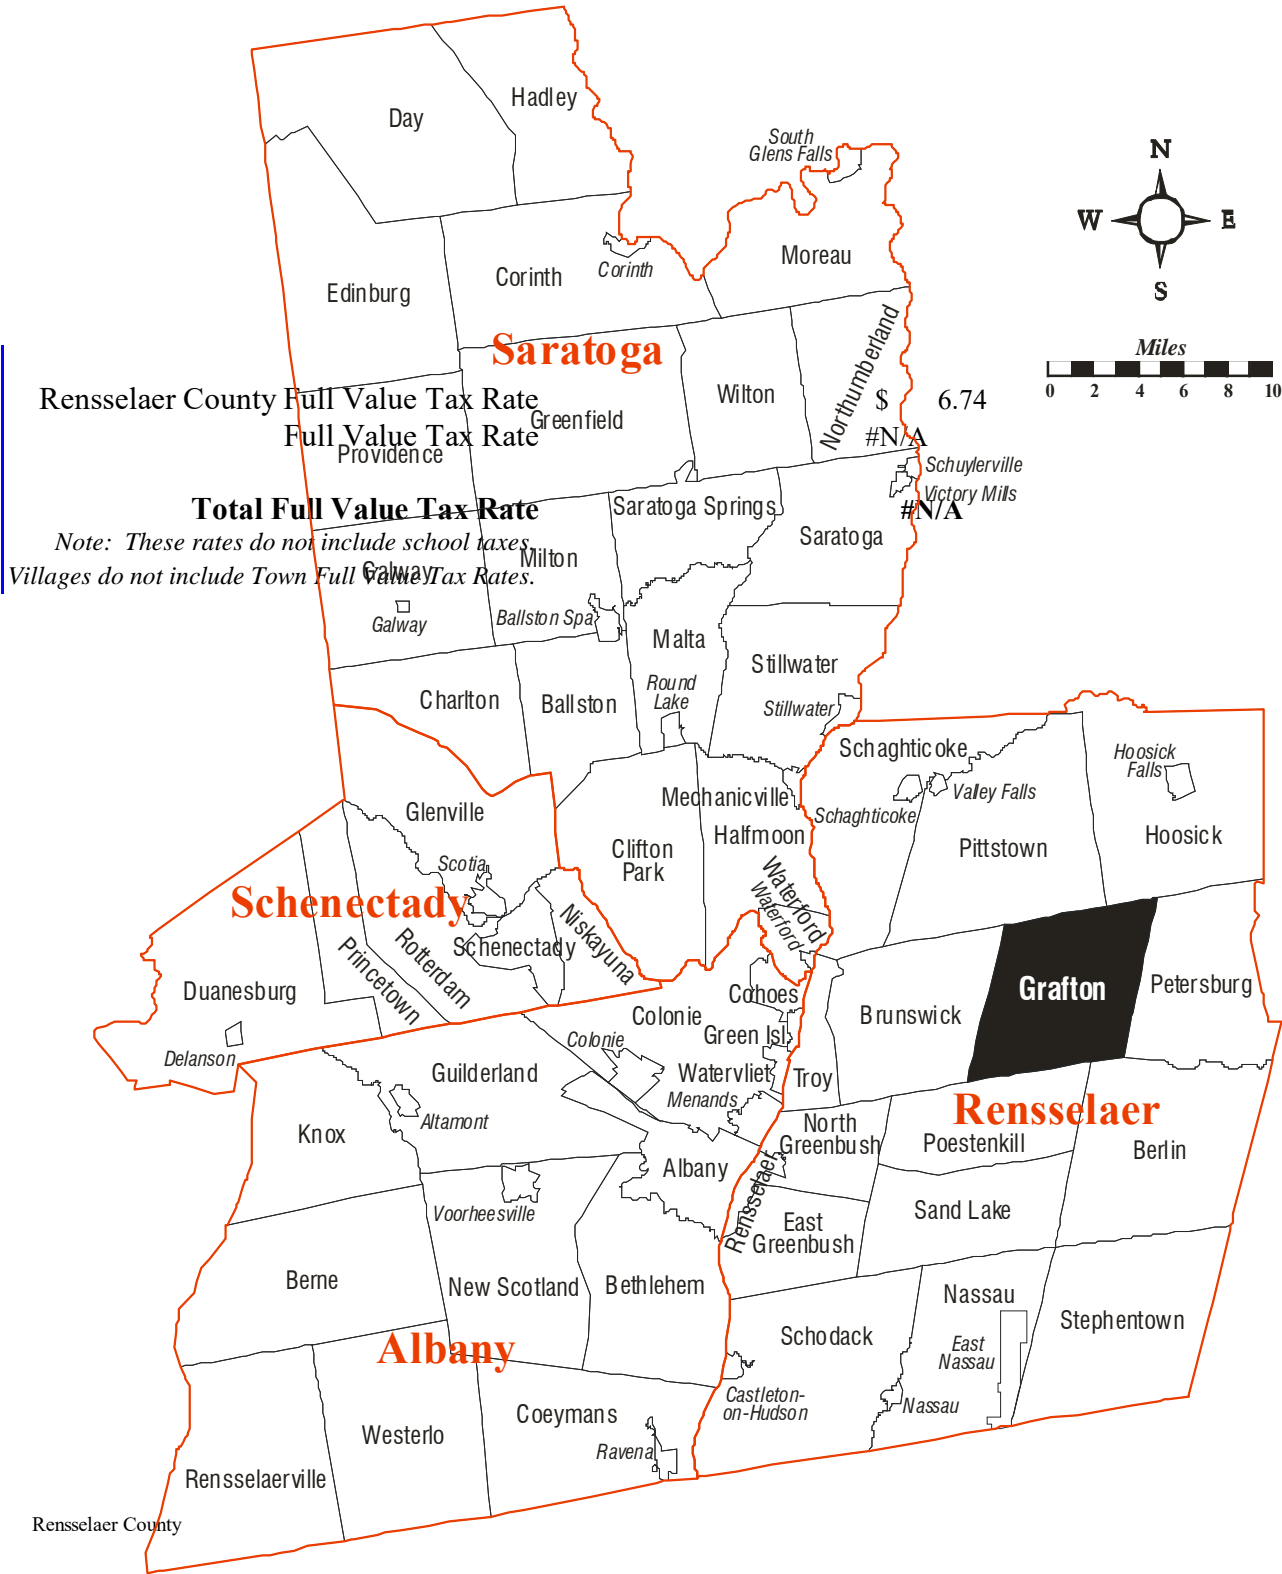 Hadley
Day
South
Glens Falls
N
W
E
S
Moreau
Corinth
Corinth
Edinburg
Northumberland
Saratoga
Miles
0 2 4 6 8 10
Rensselaer County Full Value Tax Rate $ 6.74
Wilton
Greenfield
Full Value Tax Rate #N/A
Providence
Schuylerville
Victory Mills
Total Full Value Tax Rate #N/A
Saratoga Springs
Saratoga
Note: These rates do not include school taxes.
Milton
Galway
Villages do not include Town Full Value Tax Rates.
Galway
Ballston Spa
Malta
Stillwater
Round
Lake
Charlton
Ballston
Stillwater
Schaghticoke
Hoosick
Falls
Valley Falls
Mechanicville
Schaghticoke
Glenville
Halfmoon
Hoosick
Clifton
Park
Pittstown
Scotia
Waterford
Waterford
Schenectady
Niskayuna
Schenectady
Rotterdam
Princetown
Grafton
Petersburg
Duanesburg
Cohoes
Colonie
Brunswick
Green Isl
Colonie
Delanson
Guilderland
Watervliet
Troy
Menands
Rensselaer
Altamont
Knox
North
Greenbush
Poestenkill
Berlin
Albany
Rensselaer
Voorheesville
Sand Lake
East
Greenbush
Berne
New Scotland
Bethlehem
Nassau
Stephentown
Schodack
East
Nassau
Albany
Castleton-
on-Hudson
Nassau
Coeymans
Westerlo
Ravena
Rensselaerville
Rensselaer County